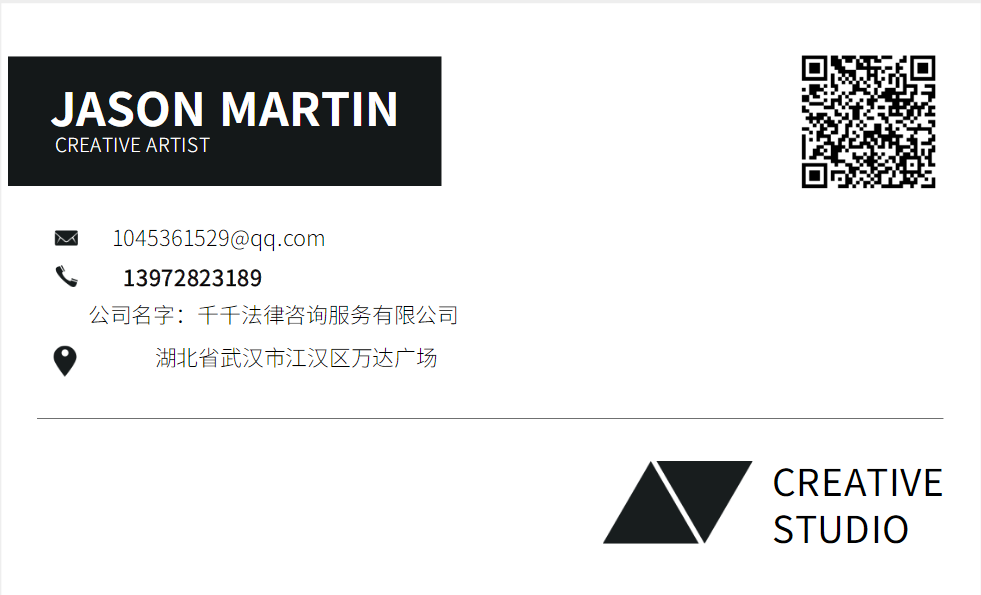 JASON MARTIN
CREATIVE ARTIST
1045361529@qq.com
13972823189
公司名字：千千法律咨询服务有限公司
湖北省武汉市江汉区万达广场
CREATIVE
STUDIO